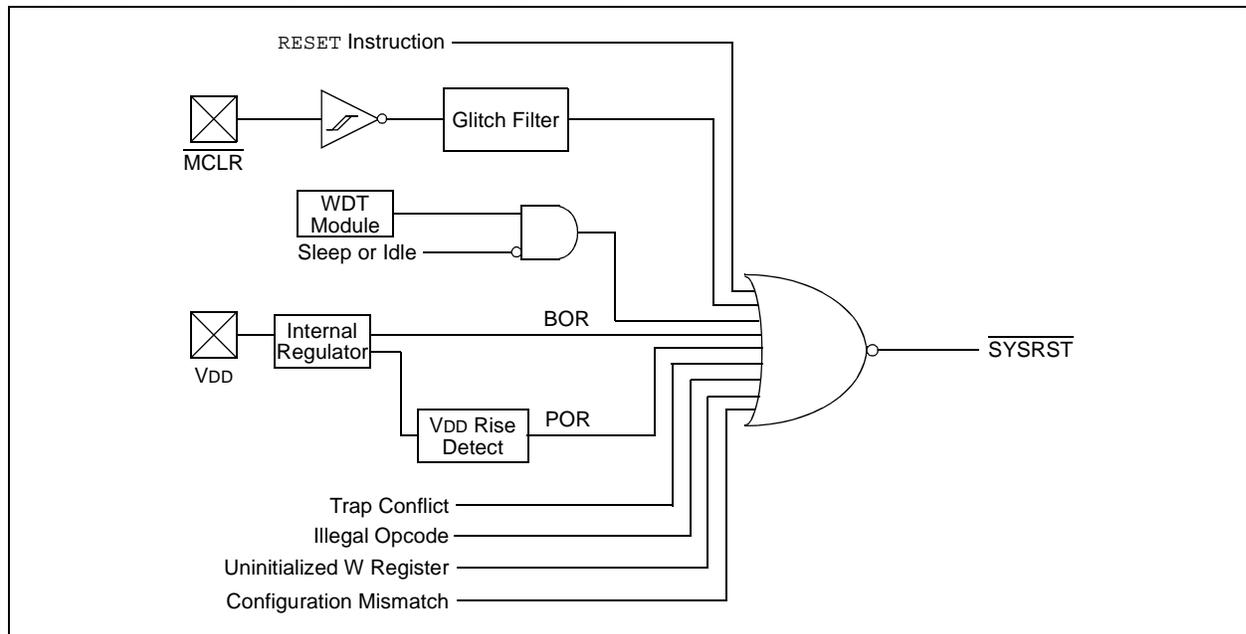 RESET Instruction
Glitch Filter
MCLR
WDT
Module
Sleep or Idle
BOR
Internal
Regulator
SYSRST
VDD
POR
VDD Rise
Detect
Trap Conflict
Illegal Opcode
Uninitialized W Register
Configuration Mismatch